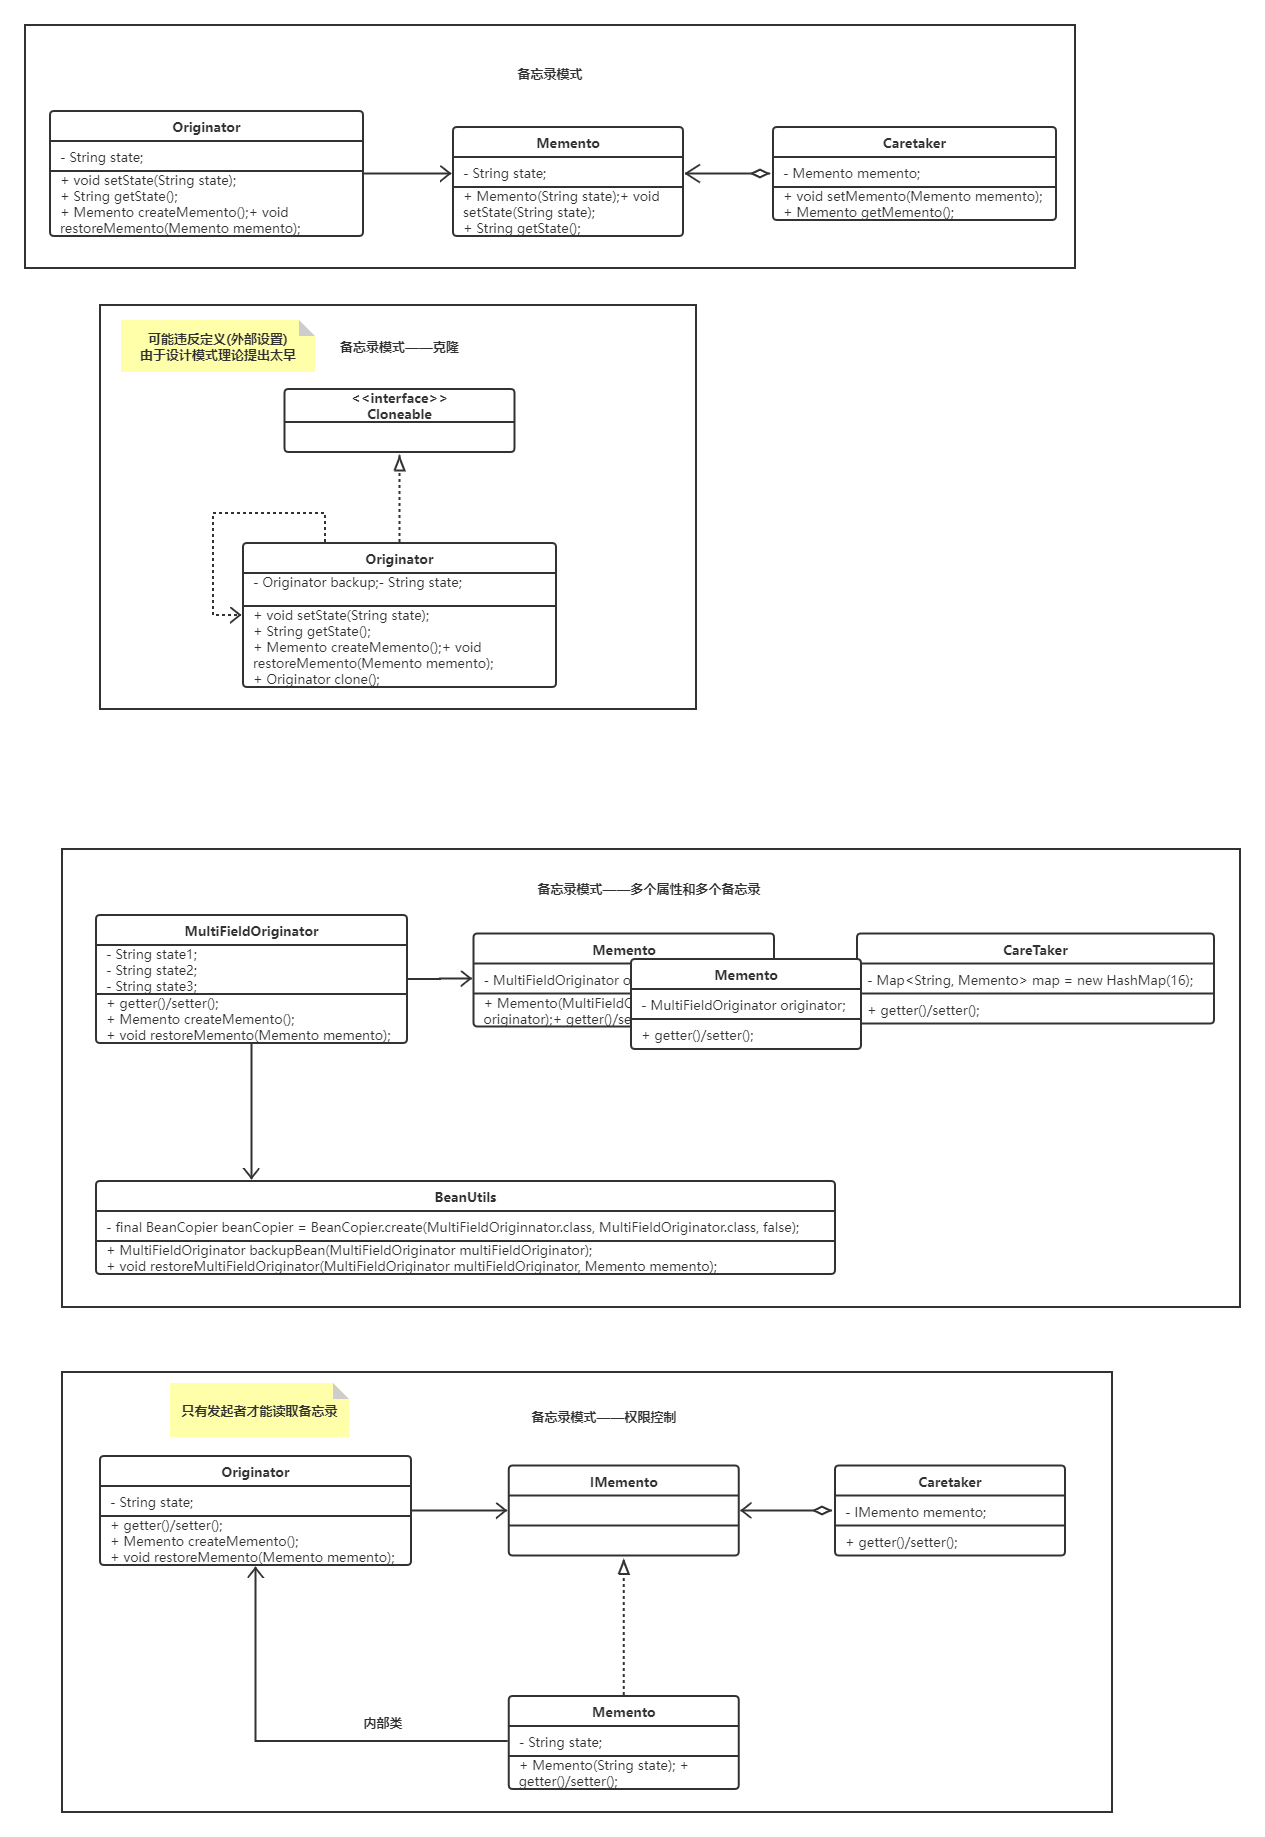 备忘录模式
Originator
- String state;
+ void setState(String state);
+ String getState();
+ Memento createMemento();+ void
restoreMemento(Memento memento);
Memento
- String state;
+ Memento(String state);+ void
setState(String state);
+ String getState();
Caretaker
- Memento memento;
+ void setMemento(Memento memento);
+ Memento getMemento();
可能违反定义(外部设置)
由于设计模式理论提出太早
备忘录模式——克隆
<<interface>>
Cloneable
Originator
- Originator backup;- String state;
+ void setState(String state);
+ String getState();
+ Memento createMemento();+ void
restoreMemento(Memento memento);
+ Originator clone();
备忘录模式——多个属性和多个备忘录
MultiFieldOriginator
- String state1;
- String state2;
- String state3;
+ getter()/setter();
+ Memento createMemento();
+ void restoreMemento(Memento memento);
Memento
- MultiFieldOriginator
+ Memento(MultiField
originator);+ getter()/se
Memento
- MultiFieldOriginator originator;
+ getter()/setter();
CareTaker
- Map<String, Memento> map = new HashMap(16);
+ getter()/setter();
BeanUtils
- final BeanCopier beanCopier = BeanCopier.create(MultiFieldOriginnator.class, MultiFieldOriginator.class, false);
+ MultiFieldOriginator backupBean(MultiFieldOriginator multiFieldOriginator);
+ void restoreMultiFieldOriginator(MultiFieldOriginator multiFieldOriginator, Memento memento);
只有发起者才能读取备忘录
备忘录模式——权限控制
Originator
- String state;
+ getter()/setter();
+ Memento createMemento();
+ void restoreMemento(Memento memento);
IMemento
Caretaker
- IMemento memento;
+ getter()/setter();
内部类
Memento
- String state;
+ Memento(String state); +
getter()/setter();